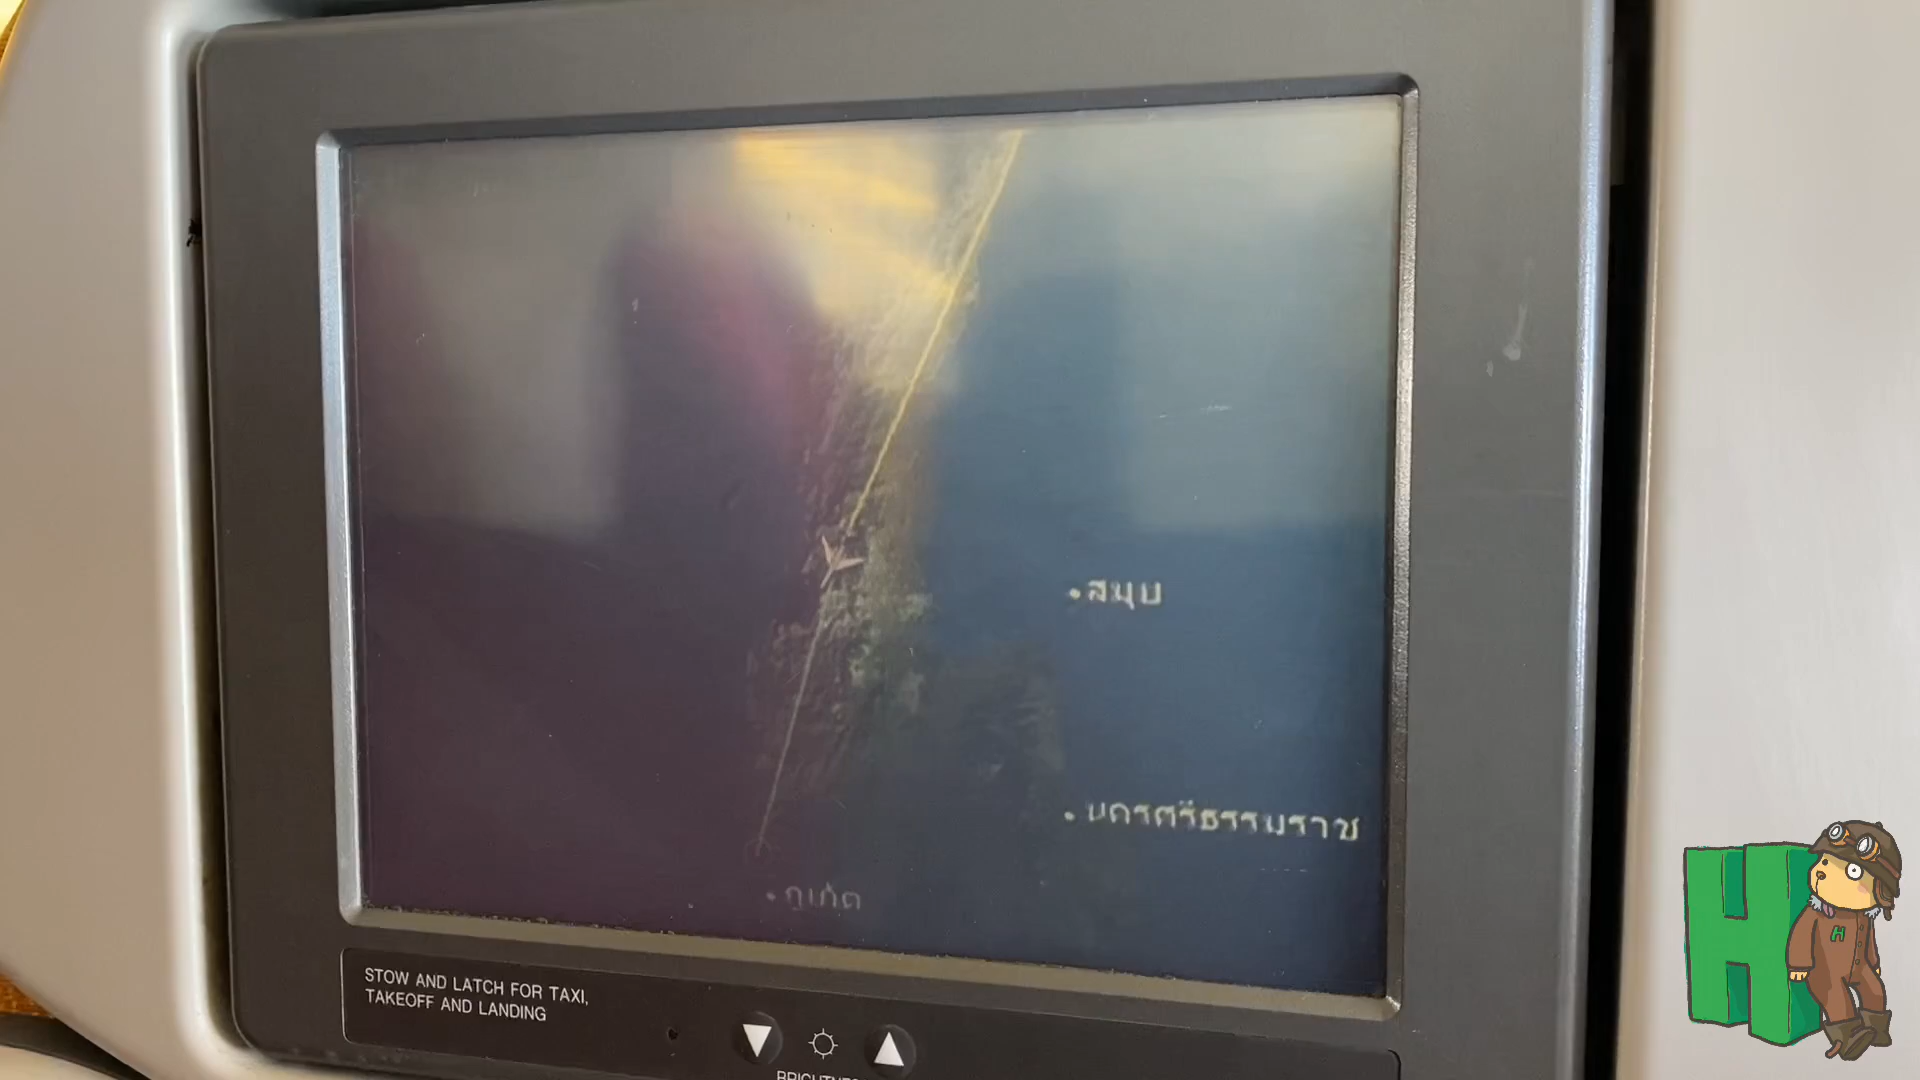 สมุย
นครศรีธรรมราช
ภูเก็ต
STOW AND LATCH FOR TAXI,
TAKEOFF AND LANDING
H
H